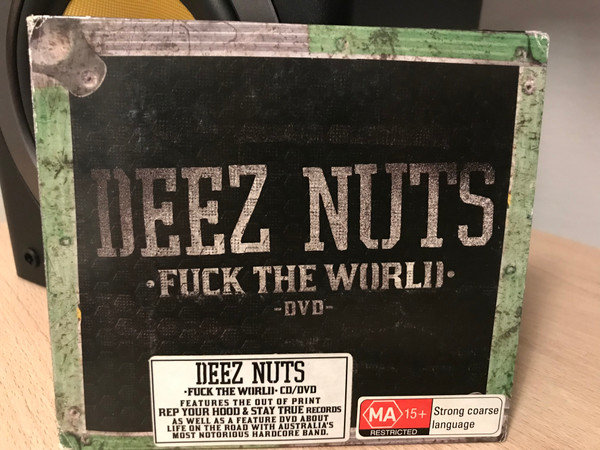 DEEZ NUTS
·FUCK THE WORLD·
-DVD-
DEEZ NUTS
·FUCK THE WORLD· CD/DVD
FEATURES THE OUT OF PRINT
REP YOUR HOOD & STAY TRUE RECORDS
AS WELL AS A FEATURE DVD ABOUT
LIFE ON THE ROAD WITH AUSTRALIA'S
MOST NOTORIOUS HARDCORE BAND.
MA 15+
RESTRICTED
Strong coarse
language